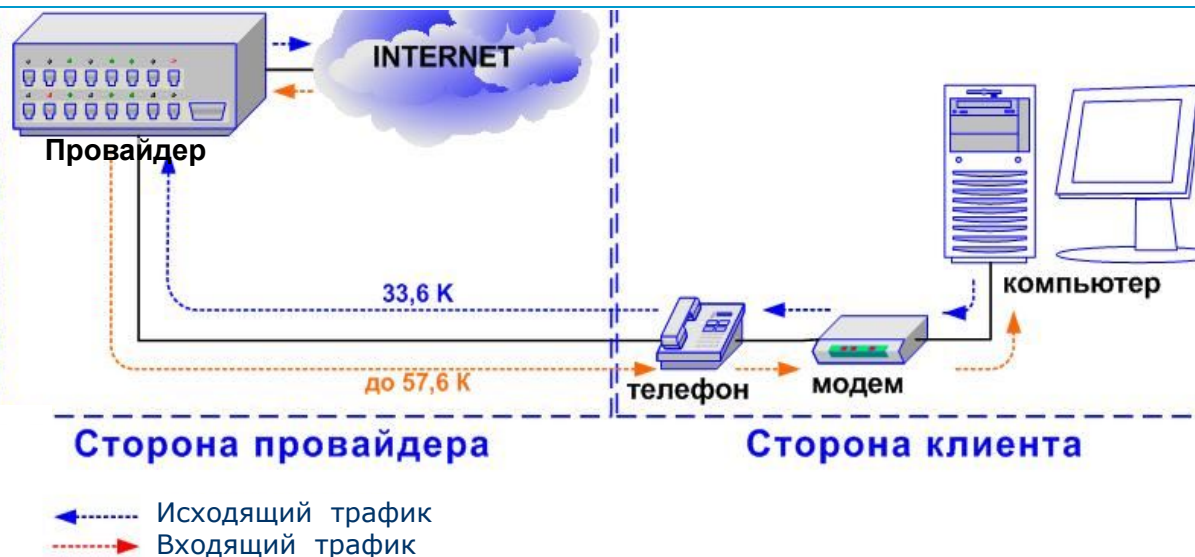 INTERNET
Провайдер
компьютер
33,6 К
до 57,6 К
телефон
модем
Сторона провайдера
Сторона клиента
Исходящий трафик
Входящий трафик